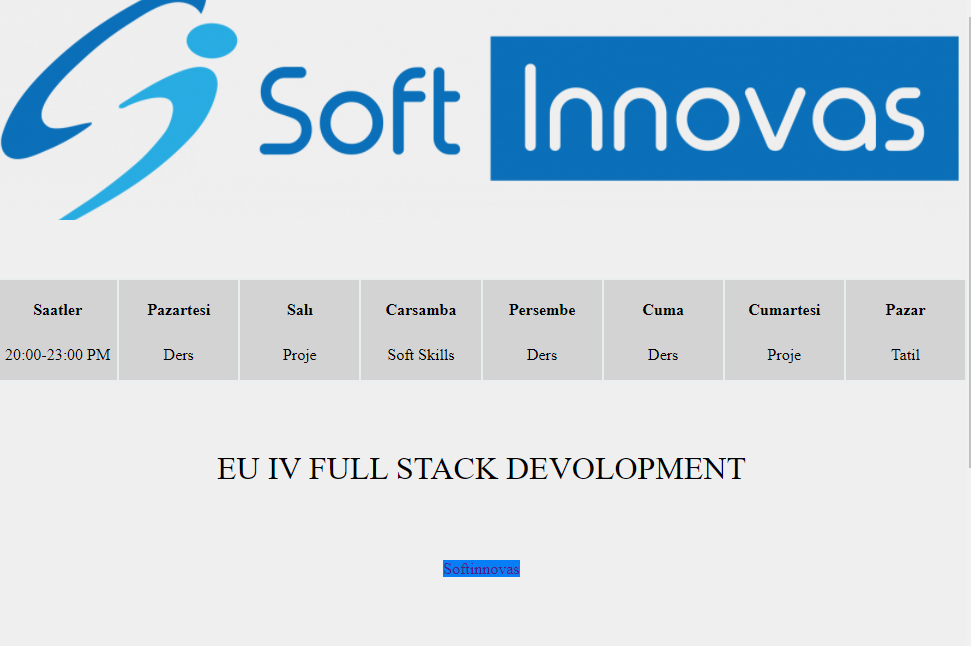 Soft Innovas
Saatler Pazartesi Salı Carsamba Persembe Cuma Cumartesi Pazar
20:00-23:00 PM Ders Proje Soft Skills Ders Ders Proje Tatil
EU IV FULL STACK DEVOLOPMENT
Softinnovas